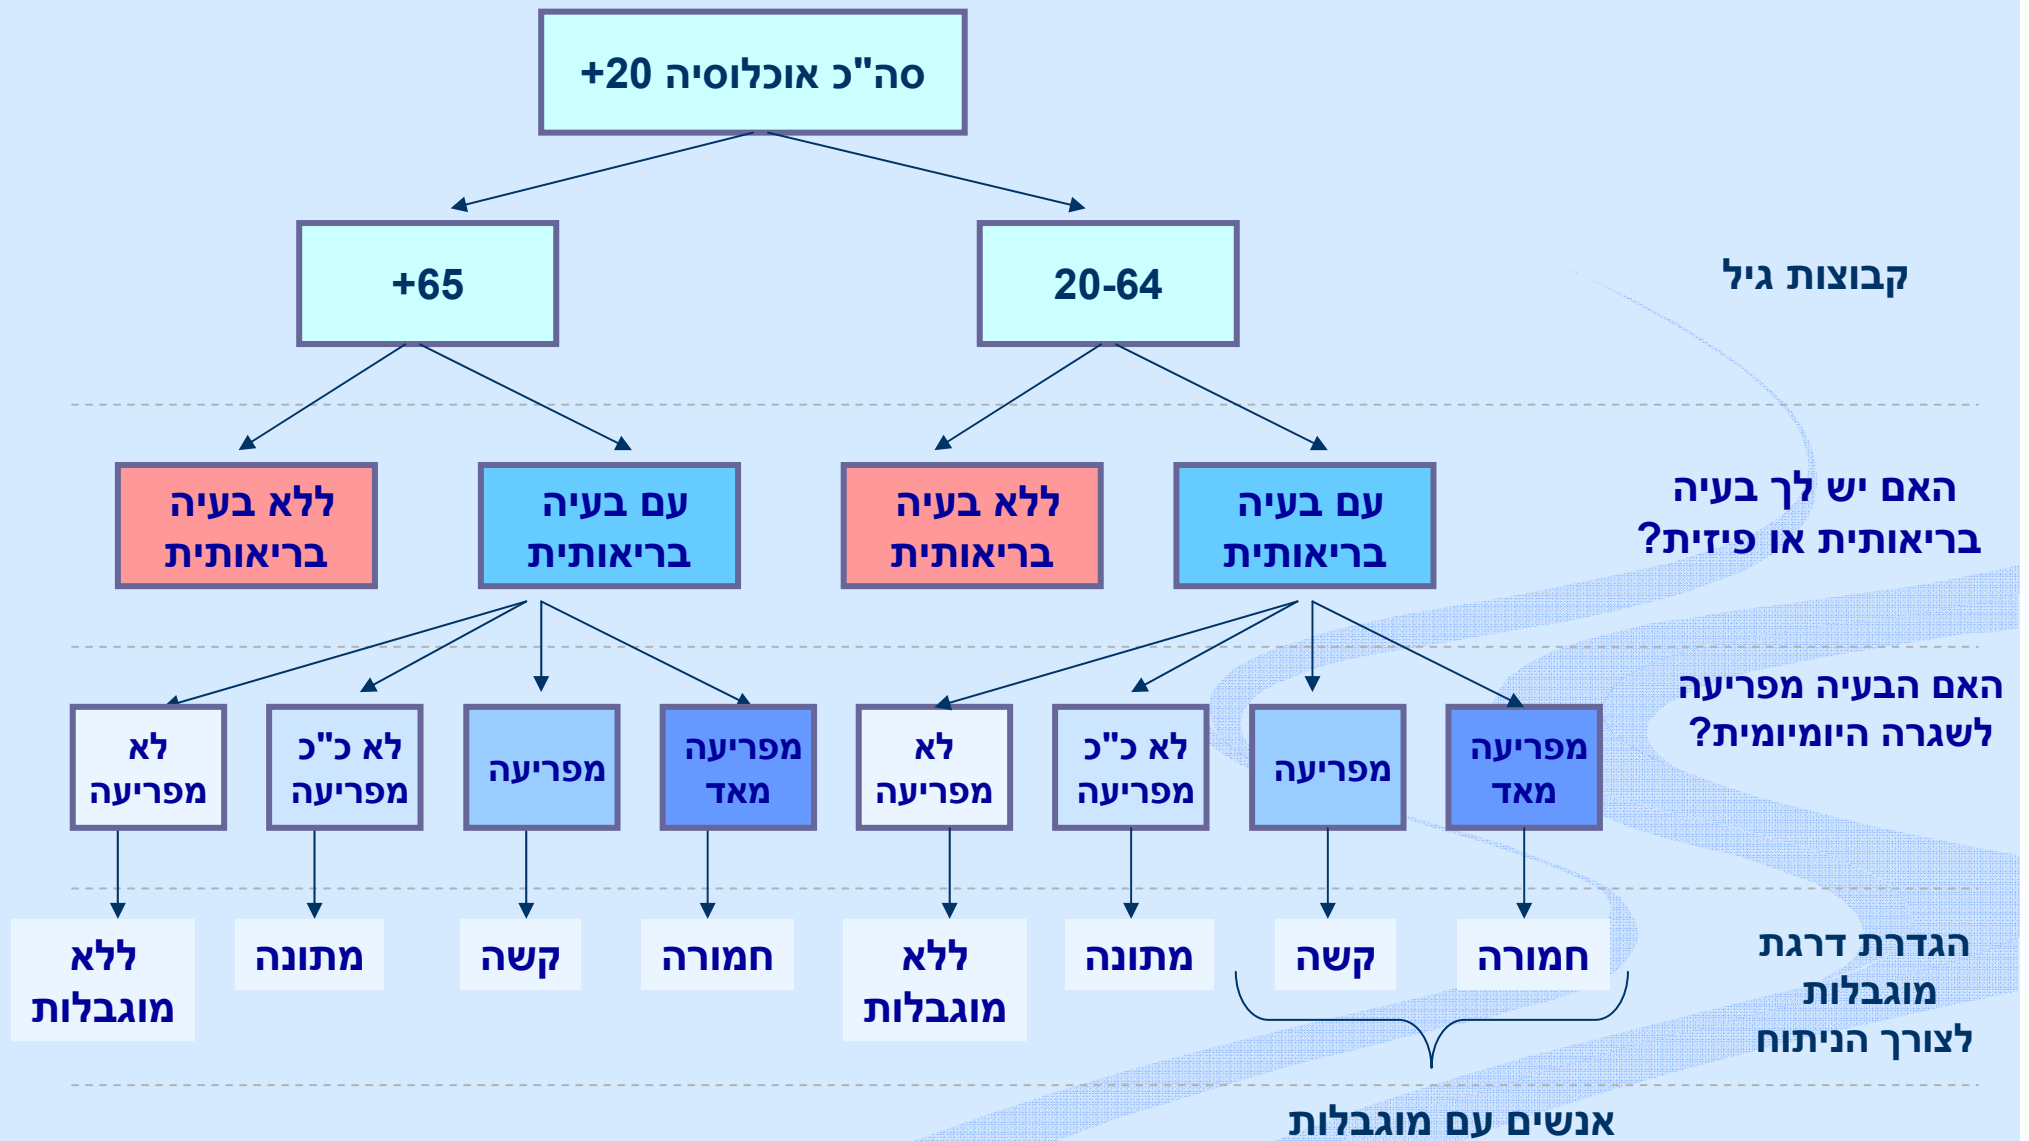 סה"כ אוכלוסיה 20+
20-64
65+
קבוצות גיל
האם יש לך בעיה
בריאותית או פיזית?
עם בעיה
בריאותית
ללא בעיה
בריאותית
עם בעיה
בריאותית
ללא בעיה
בריאותית
האם הבעיה מפריעה
לשגרה היומיומית?
מפריעה
מאד
מפריעה
לא כ"כ
מפריעה
לא
מפריעה
מפריעה
מאד
מפריעה
לא כ"כ
מפריעה
לא
מפריעה
הגדרת דרגת
מוגבלות
לצורך הניתוח
חמורה
קשה
מתונה
ללא
מוגבלות
חמורה
קשה
מתונה
ללא
מוגבלות
אנשים עם מוגבלות